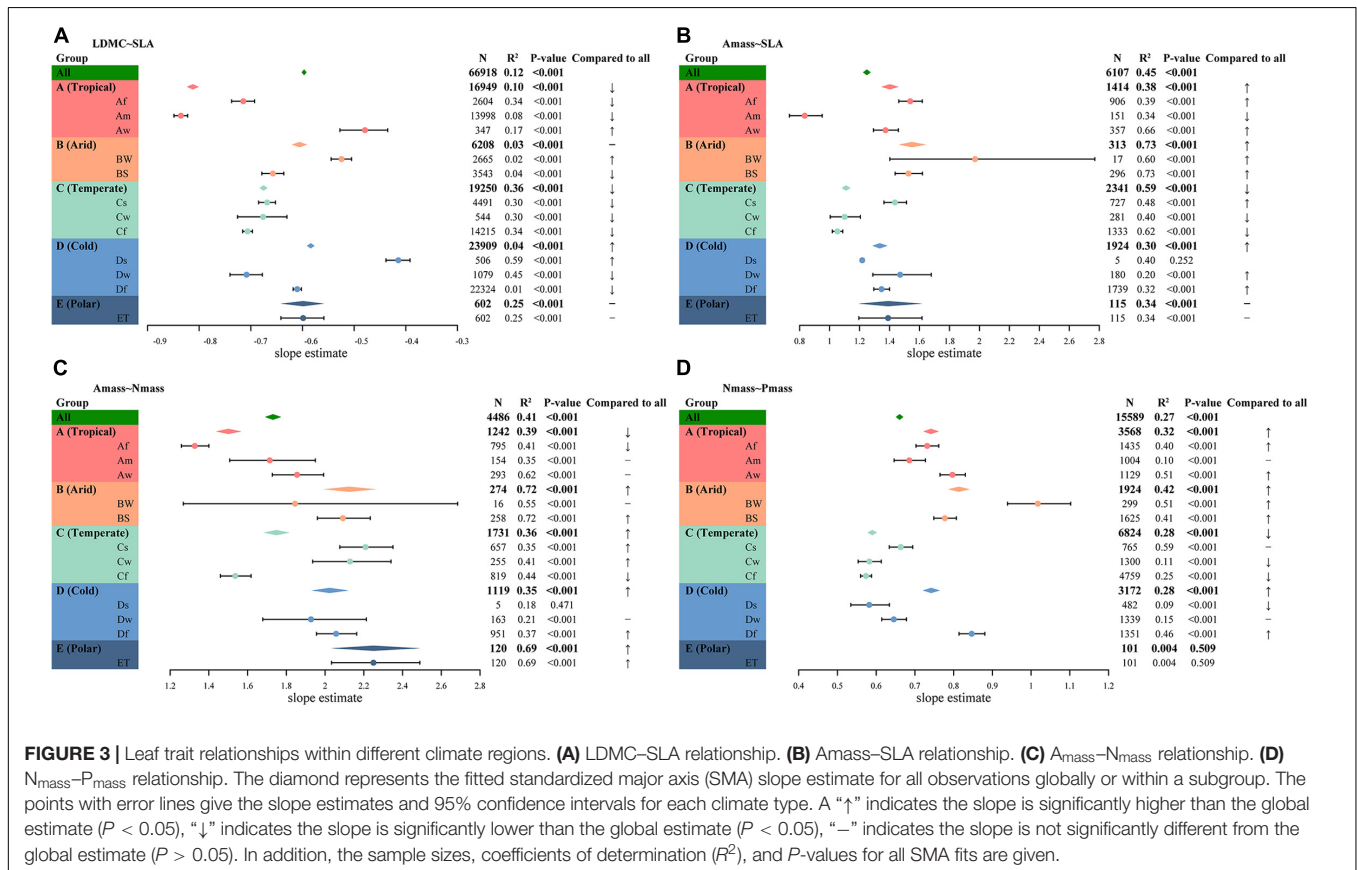 A
LDMC~SLA
Group N R² P-value Compared to all
All 66918 0.12 <0.001
A (Tropical) 16949 0.10 <0.001 ↓
Af 2604 0.34 <0.001 ↓
Am 13998 0.08 <0.001 ↓
Aw 347 0.17 <0.001 ↑
B (Arid) 6208 0.03 <0.001 –
BW 2665 0.02 <0.001 ↑
BS 3543 0.04 <0.001 ↓
C (Temperate) 19250 0.36 <0.001 ↓
Cs 4491 0.30 <0.001 ↓
Cw 544 0.30 <0.001 ↓
Cf 14215 0.34 <0.001 ↓
D (Cold) 23909 0.04 <0.001 ↑
Ds 506 0.59 <0.001 ↑
Dw 1079 0.45 <0.001 ↓
Df 22324 0.01 <0.001 ↓
E (Polar) 602 0.25 <0.001 –
ET 602 0.25 <0.001 –
-0.9 -0.8 -0.7 -0.6 -0.5 -0.4 -0.3
slope estimate
B
Amass~SLA
Group N R² P-value Compared to all
All 6107 0.45 <0.001
A (Tropical) 1414 0.38 <0.001 ↑
Af 906 0.39 <0.001 ↑
Am 151 0.34 <0.001 ↓
Aw 357 0.66 <0.001 ↑
B (Arid) 313 0.73 <0.001 ↑
BW 17 0.60 <0.001 ↑
BS 296 0.73 <0.001 ↑
C (Temperate) 2341 0.59 <0.001 ↓
Cs 727 0.48 <0.001 ↑
Cw 281 0.40 <0.001 ↓
Cf 1333 0.62 <0.001 ↓
D (Cold) 1924 0.30 <0.001 ↑
Ds 5 0.40 0.252
Dw 180 0.20 <0.001 ↑
Df 1739 0.32 <0.001 ↑
E (Polar) 115 0.34 <0.001 –
ET 115 0.34 <0.001 –
0.8 1 1.2 1.4 1.6 1.8 2 2.2 2.4 2.6 2.8
slope estimate
C
Amass~Nmass
Group N R² P-value Compared to all
All 4486 0.41 <0.001
A (Tropical) 1242 0.39 <0.001 ↓
Af 795 0.41 <0.001 ↓
Am 154 0.35 <0.001 –
Aw 293 0.62 <0.001 –
B (Arid) 274 0.72 <0.001 ↑
BW 16 0.55 <0.001 –
BS 258 0.72 <0.001 ↑
C (Temperate) 1731 0.36 <0.001 ↑
Cs 657 0.35 <0.001 ↑
Cw 255 0.41 <0.001 ↑
Cf 819 0.44 <0.001 ↓
D (Cold) 1119 0.35 <0.001 ↑
Ds 5 0.18 0.471
Dw 163 0.21 <0.001 –
Df 951 0.37 <0.001 ↑
E (Polar) 120 0.69 <0.001 ↑
ET 120 0.69 <0.001 ↑
1.2 1.4 1.6 1.8 2 2.2 2.4 2.6 2.8
slope estimate
D
Nmass~Pmass
Group N R² P-value Compared to all
All 15589 0.27 <0.001
A (Tropical) 3568 0.32 <0.001 ↑
Af 1435 0.40 <0.001 ↑
Am 1004 0.10 <0.001 –
Aw 1129 0.51 <0.001 ↑
B (Arid) 1924 0.42 <0.001 ↑
BW 299 0.51 <0.001 ↑
BS 1625 0.41 <0.001 ↑
C (Temperate) 6824 0.28 <0.001 ↓
Cs 765 0.59 <0.001 –
Cw 1300 0.11 <0.001 ↓
Cf 4759 0.25 <0.001 ↓
D (Cold) 3172 0.28 <0.001 ↑
Ds 482 0.09 <0.001 ↓
Dw 1339 0.15 <0.001 –
Df 1351 0.46 <0.001 ↑
E (Polar) 101 0.004 0.509
ET 101 0.004 0.509
0.4 0.5 0.6 0.7 0.8 0.9 1 1.1 1.2
slope estimate
FIGURE 3 | Leaf trait relationships within different climate regions. (A) LDMC–SLA relationship. (B) Amass–SLA relationship. (C) Amass–Nmass relationship. (D)
Nmass–Pmass relationship. The diamond represents the fitted standardized major axis (SMA) slope estimate for all observations globally or within a subgroup. The
points with error lines give the slope estimates and 95% confidence intervals for each climate type. A “↑” indicates the slope is significantly higher than the global
estimate (P < 0.05), “↓” indicates the slope is significantly lower than the global estimate (P < 0.05), “–” indicates the slope is not significantly different from the
global estimate (P > 0.05). In addition, the sample sizes, coefficients of determination (R²), and P-values for all SMA fits are given.